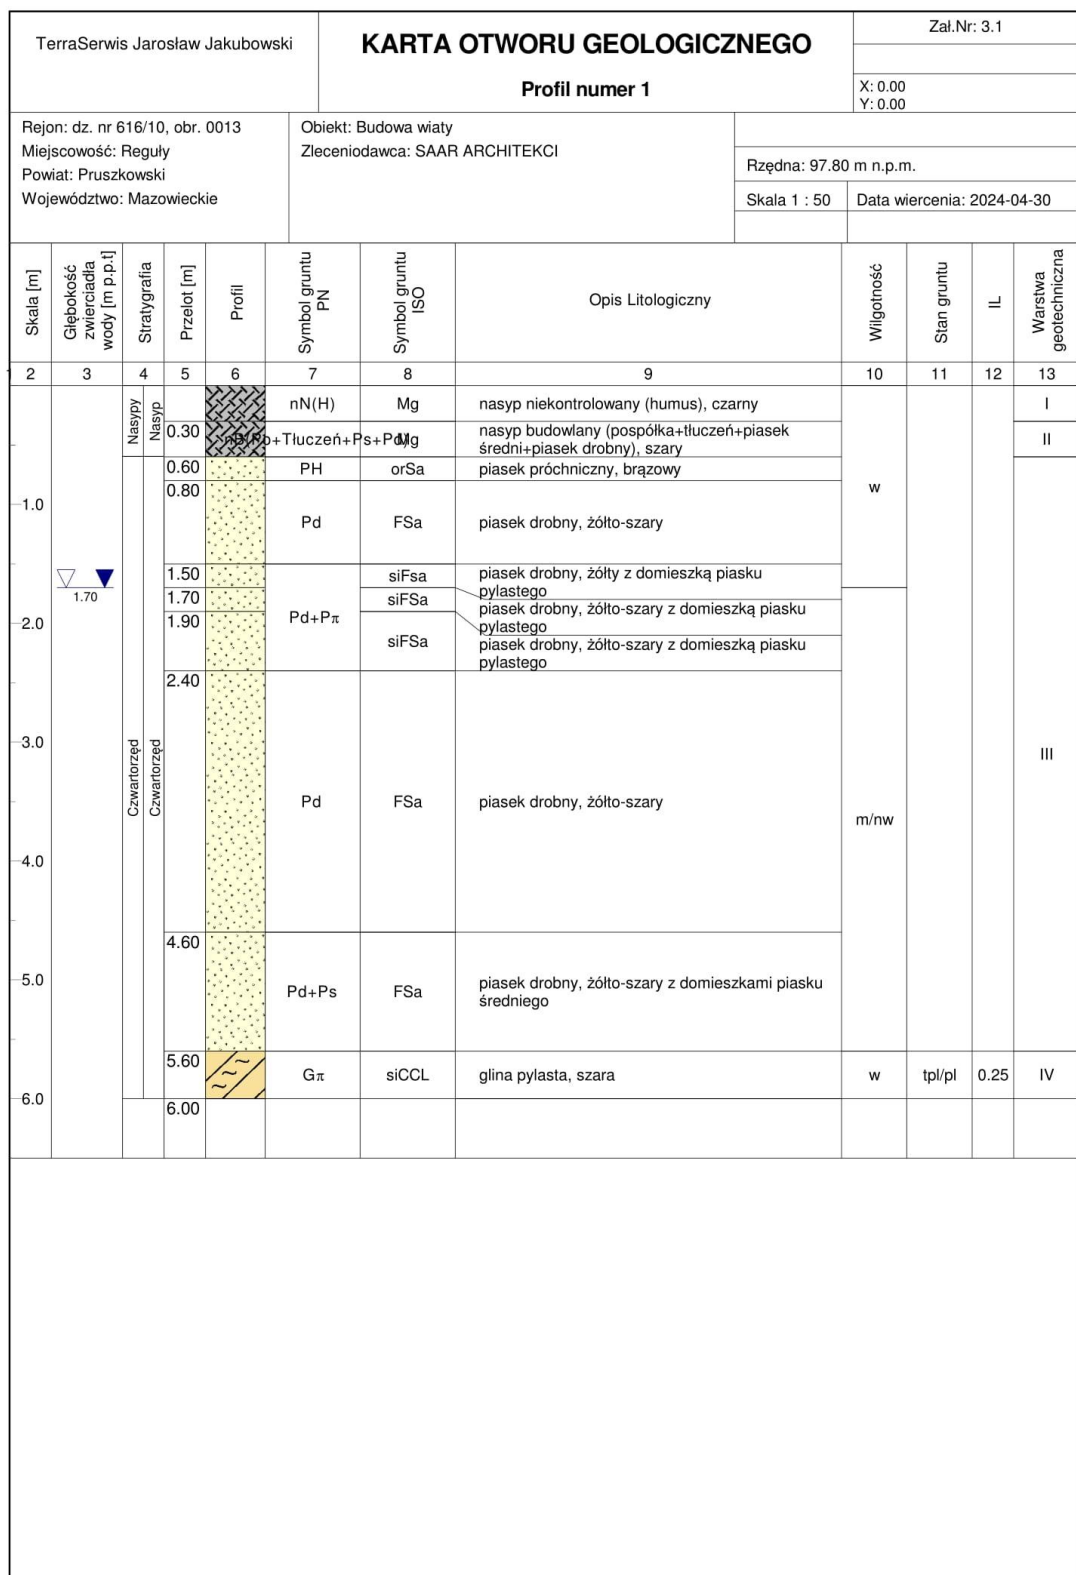 TerraSerwis Jarosław Jakubowski
KARTA OTWORU GEOLOGICZNEGO
Profil numer 1
Zał.Nr: 3.1
X: 0.00
Y: 0.00
Rejon: dz. nr 616/10, obr. 0013
Miejscowość: Reguły
Powiat: Pruszkowski
Województwo: Mazowieckie
Obiekt: Budowa wiaty
Zleceniodawca: SAAR ARCHITEKCI
Rzędna: 97.80 m n.p.m.
Skala 1 : 50
Data wiercenia: 2024-04-30
Skala [m]
Głębokość
zwierciadła
wody [m p.p.t]
Stratygrafia
Przelot [m]
Profil
Symbol gruntu
PN
Symbol gruntu
ISO
Opis Litologiczny
Wilgotność
Stan gruntu
IL
Warstwa
geotechniczna
1 2 3 4 5 6 7 8 9 10 11 12 13
Nasypy
Nasyp
nN(H) Mg nasyp niekontrolowany (humus), czarny I
0.30 nB(Po+Tłuczeń+Ps+Pd) Mg nasyp budowlany (pospółka+tłuczeń+piasek
średni+piasek drobny), szary II
0.60 PH orSa piasek próchniczny, brązowy
0.80
w
1.0
Pd FSa piasek drobny, żółto-szary
1.50 siFsa piasek drobny, żółty z domieszką piasku
pylastego
1.70
1.70 siFSa piasek drobny, żółto-szary z domieszką piasku
pylastego
Pd+Pπ
1.90
2.0
siFSa piasek drobny, żółto-szary z domieszką piasku
pylastego
2.40
3.0
Czwartorzęd
Czwartorzęd
III
Pd FSa piasek drobny, żółto-szary
m/nw
4.0
4.60
5.0
Pd+Ps FSa piasek drobny, żółto-szary z domieszkami piasku
średniego
5.60
Gπ siCCL glina pylasta, szara w tpl/pl 0.25 IV
6.0
6.00